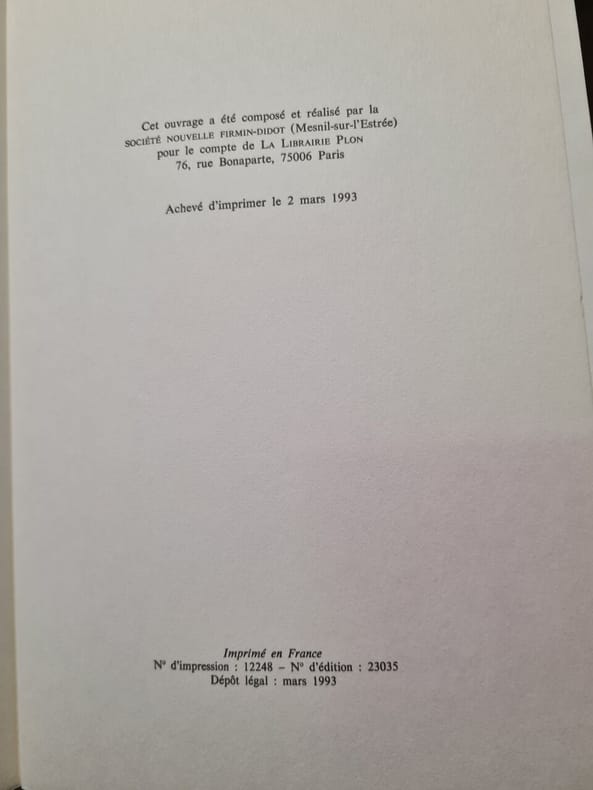 Cet ouvrage a été composé et réalisé par la
SOCIÉTÉ NOUVELLE FIRMIN-DIDOT (Mesnil-sur-l'Estrée)
pour le compte de LA LIBRAIRIE PLON
76, rue Bonaparte, 75006 Paris
Achevé d'imprimer le 2 mars 1993
Imprimé en France
N° d'impression : 12248 – N° d'édition : 23035
Dépôt légal : mars 1993